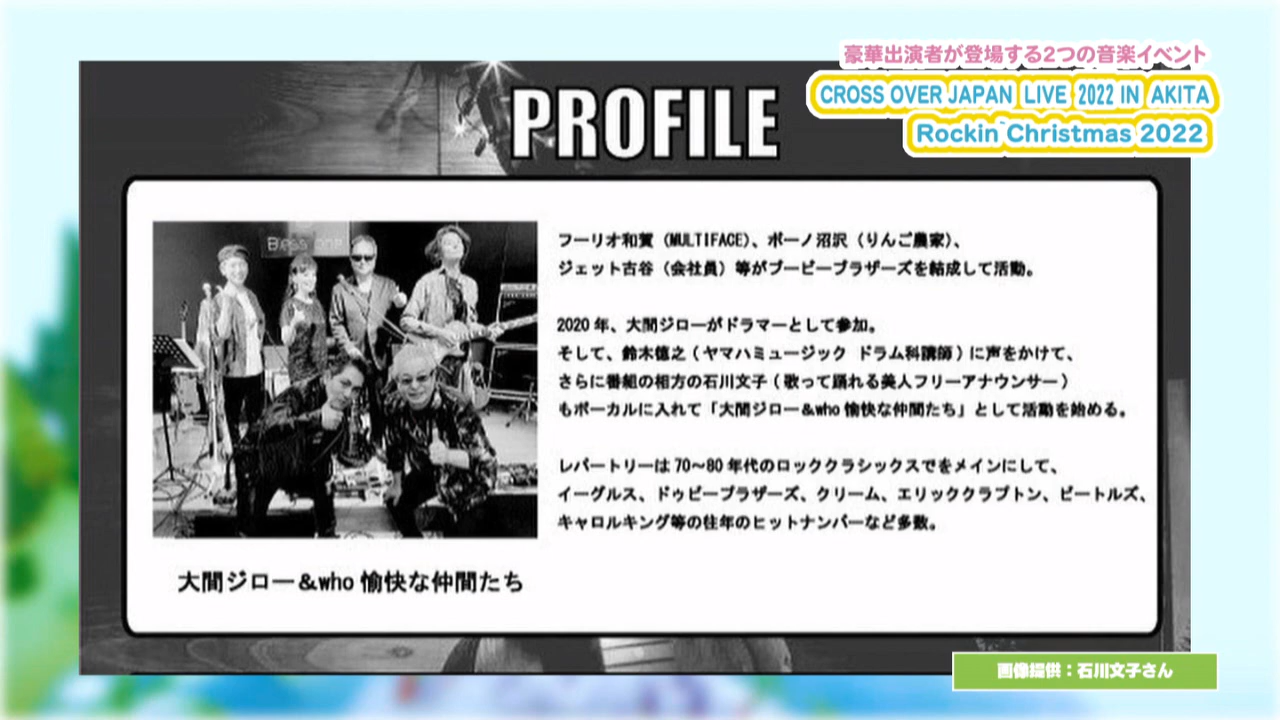 豪華出演者が登場する2つの音楽イベント
CROSS OVER JAPAN LIVE 2022 IN AKITA
Rockin Christmas 2022
PROFILE
フーリオ和賀（MULTIFACE）、ボーノ沼沢（りんご農家）、
ジェット古谷（会社員）等がブービーブラザーズを結成して活動。
2020年、大間ジローがドラマーとして参加。
そして、鈴木徳之（ヤマハミュージック ドラム科講師）に声をかけて、
さらに番組の相方の石川文子（歌って踊れる美人フリーアナウンサー）
もボーカルに入れて「大間ジロー＆who 愉快な仲間たち」として活動を始める。
レパートリーは70～80年代のロッククラシックスでをメインにして、
イーグルス、ドゥビーブラザーズ、クリーム、エリッククラプトン、ビートルズ、
キャロルキング等の往年のヒットナンバーなど多数。
大間ジロー＆who 愉快な仲間たち
画像提供：石川文子さん